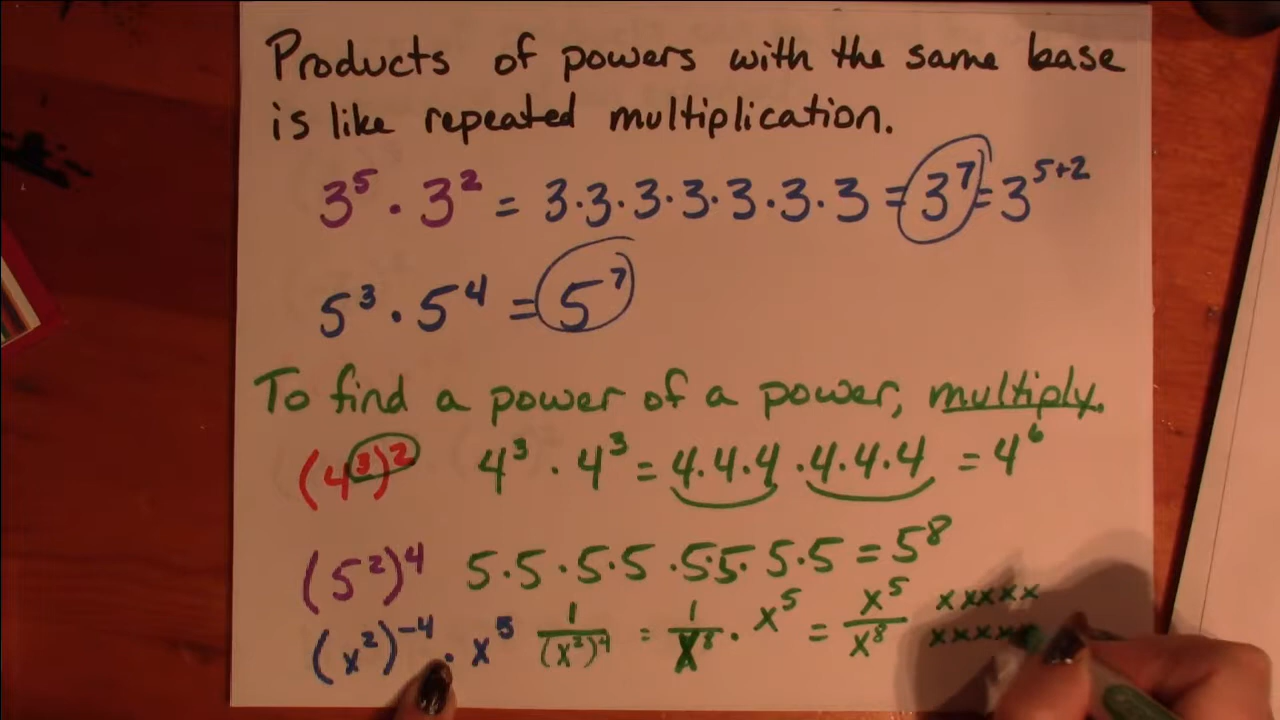 Products of powers with the same base
is like repeated multiplication.
3⁵ · 3² = 3·3·3·3·3·3·3 = 3⁷ = 3⁵⁺²
5³ · 5⁴ = 5⁷
To find a power of a power, multiply.
(4³)² 4³ · 4³ = 4·4·4 · 4·4·4 = 4⁶
(5²)⁴ 5·5 ·5·5 ·5·5· 5·5 = 5⁸
(x²)⁻⁴ · x⁵ 1/(x²)⁴ = 1/x⁸ · x⁵ = x⁵/x⁸ xxxxx
xxxxx